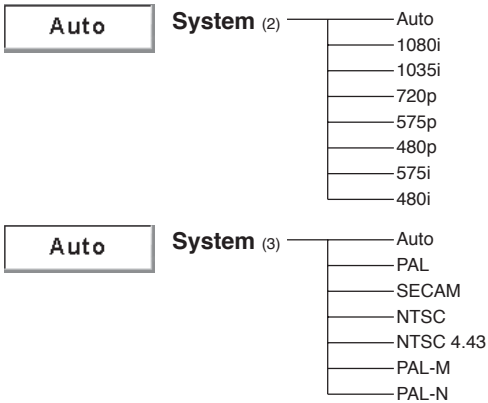 Auto
System (2)
Auto
1080i
1035i
720p
575p
480p
575i
480i
Auto
System (3)
Auto
PAL
SECAM
NTSC
NTSC 4.43
PAL-M
PAL-N